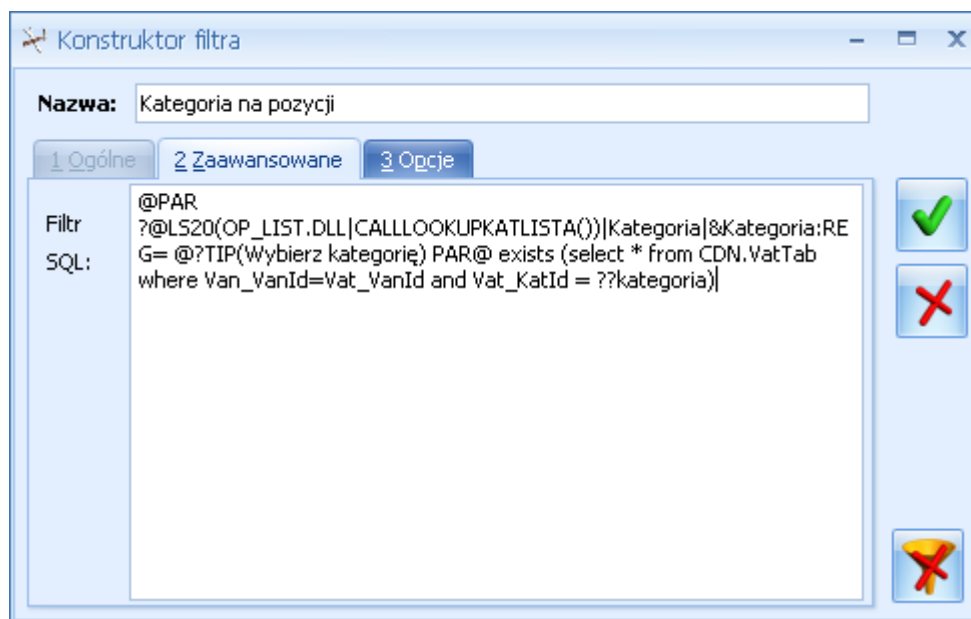 Konstruktor filtra
Nazwa: Kategoria na pozycji
1 Ogólne 2 Zaawansowane 3 Opcje
Filtr SQL:
@PAR
?@LS20(OP_LIST.DLL|CALLLOOKUPKATLISTA())|Kategoria|&Kategoria:RE
G= @?TIP(Wybierz kategorię) PAR@ exists (select * from CDN.VatTab
where Van_VanId=Vat_VanId and Vat_KatId = ??kategoria)